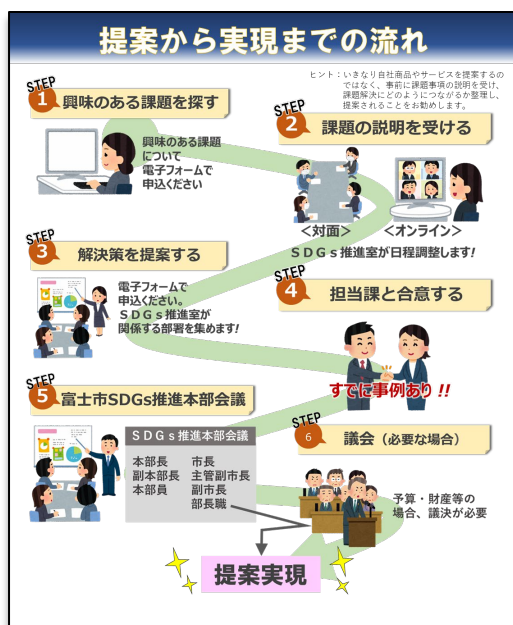 提案から実現までの流れ
ヒント:いきなり自社商品やサービスを提案するの
ではなく、事前に課題事項の説明を受け、
課題解決にどのようにつながるか整理し、
提案されることをお勧めします。
STEP
1 興味のある課題を探す
興味のある課題
について
電子フォームで
申込ください
STEP
2 課題の説明を受ける
<対面> <オンライン>
SDGs推進室が日程調整します!
STEP
3 解決策を提案する
電子フォームで
申込ください。
SDGs推進室が
関係する部署を集めます!
STEP
4 担当課と合意する
すでに事例あり!!
STEP
5 富士市SDGs推進本部会議
SDGs推進本部会議
本部長 市長
副本部長 主管副市長
本部員 副市長
部長職
STEP
6 議会(必要な場合)
予算・財産等の
場合、議決が必要
提案実現